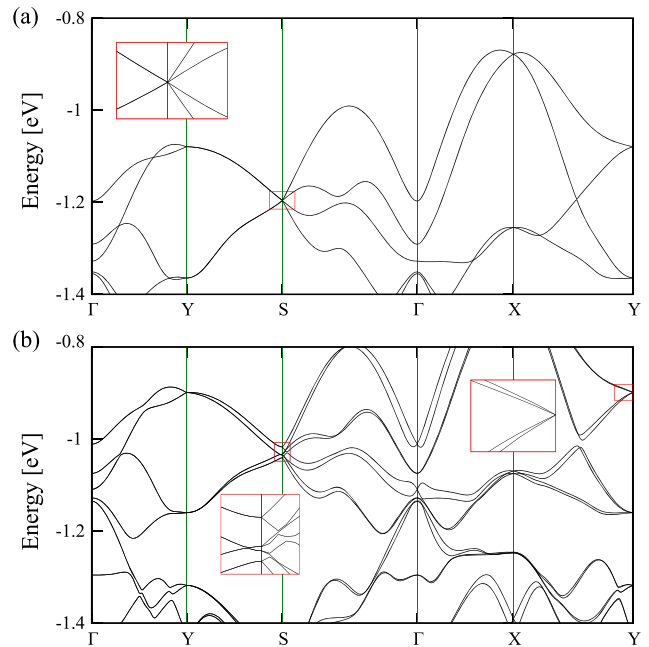 (a)
-0.8
-1
-1.2
-1.4
Energy [eV]
Γ Y S Γ X Y
(b)
-0.8
-1
-1.2
-1.4
Energy [eV]
Γ Y S Γ X Y